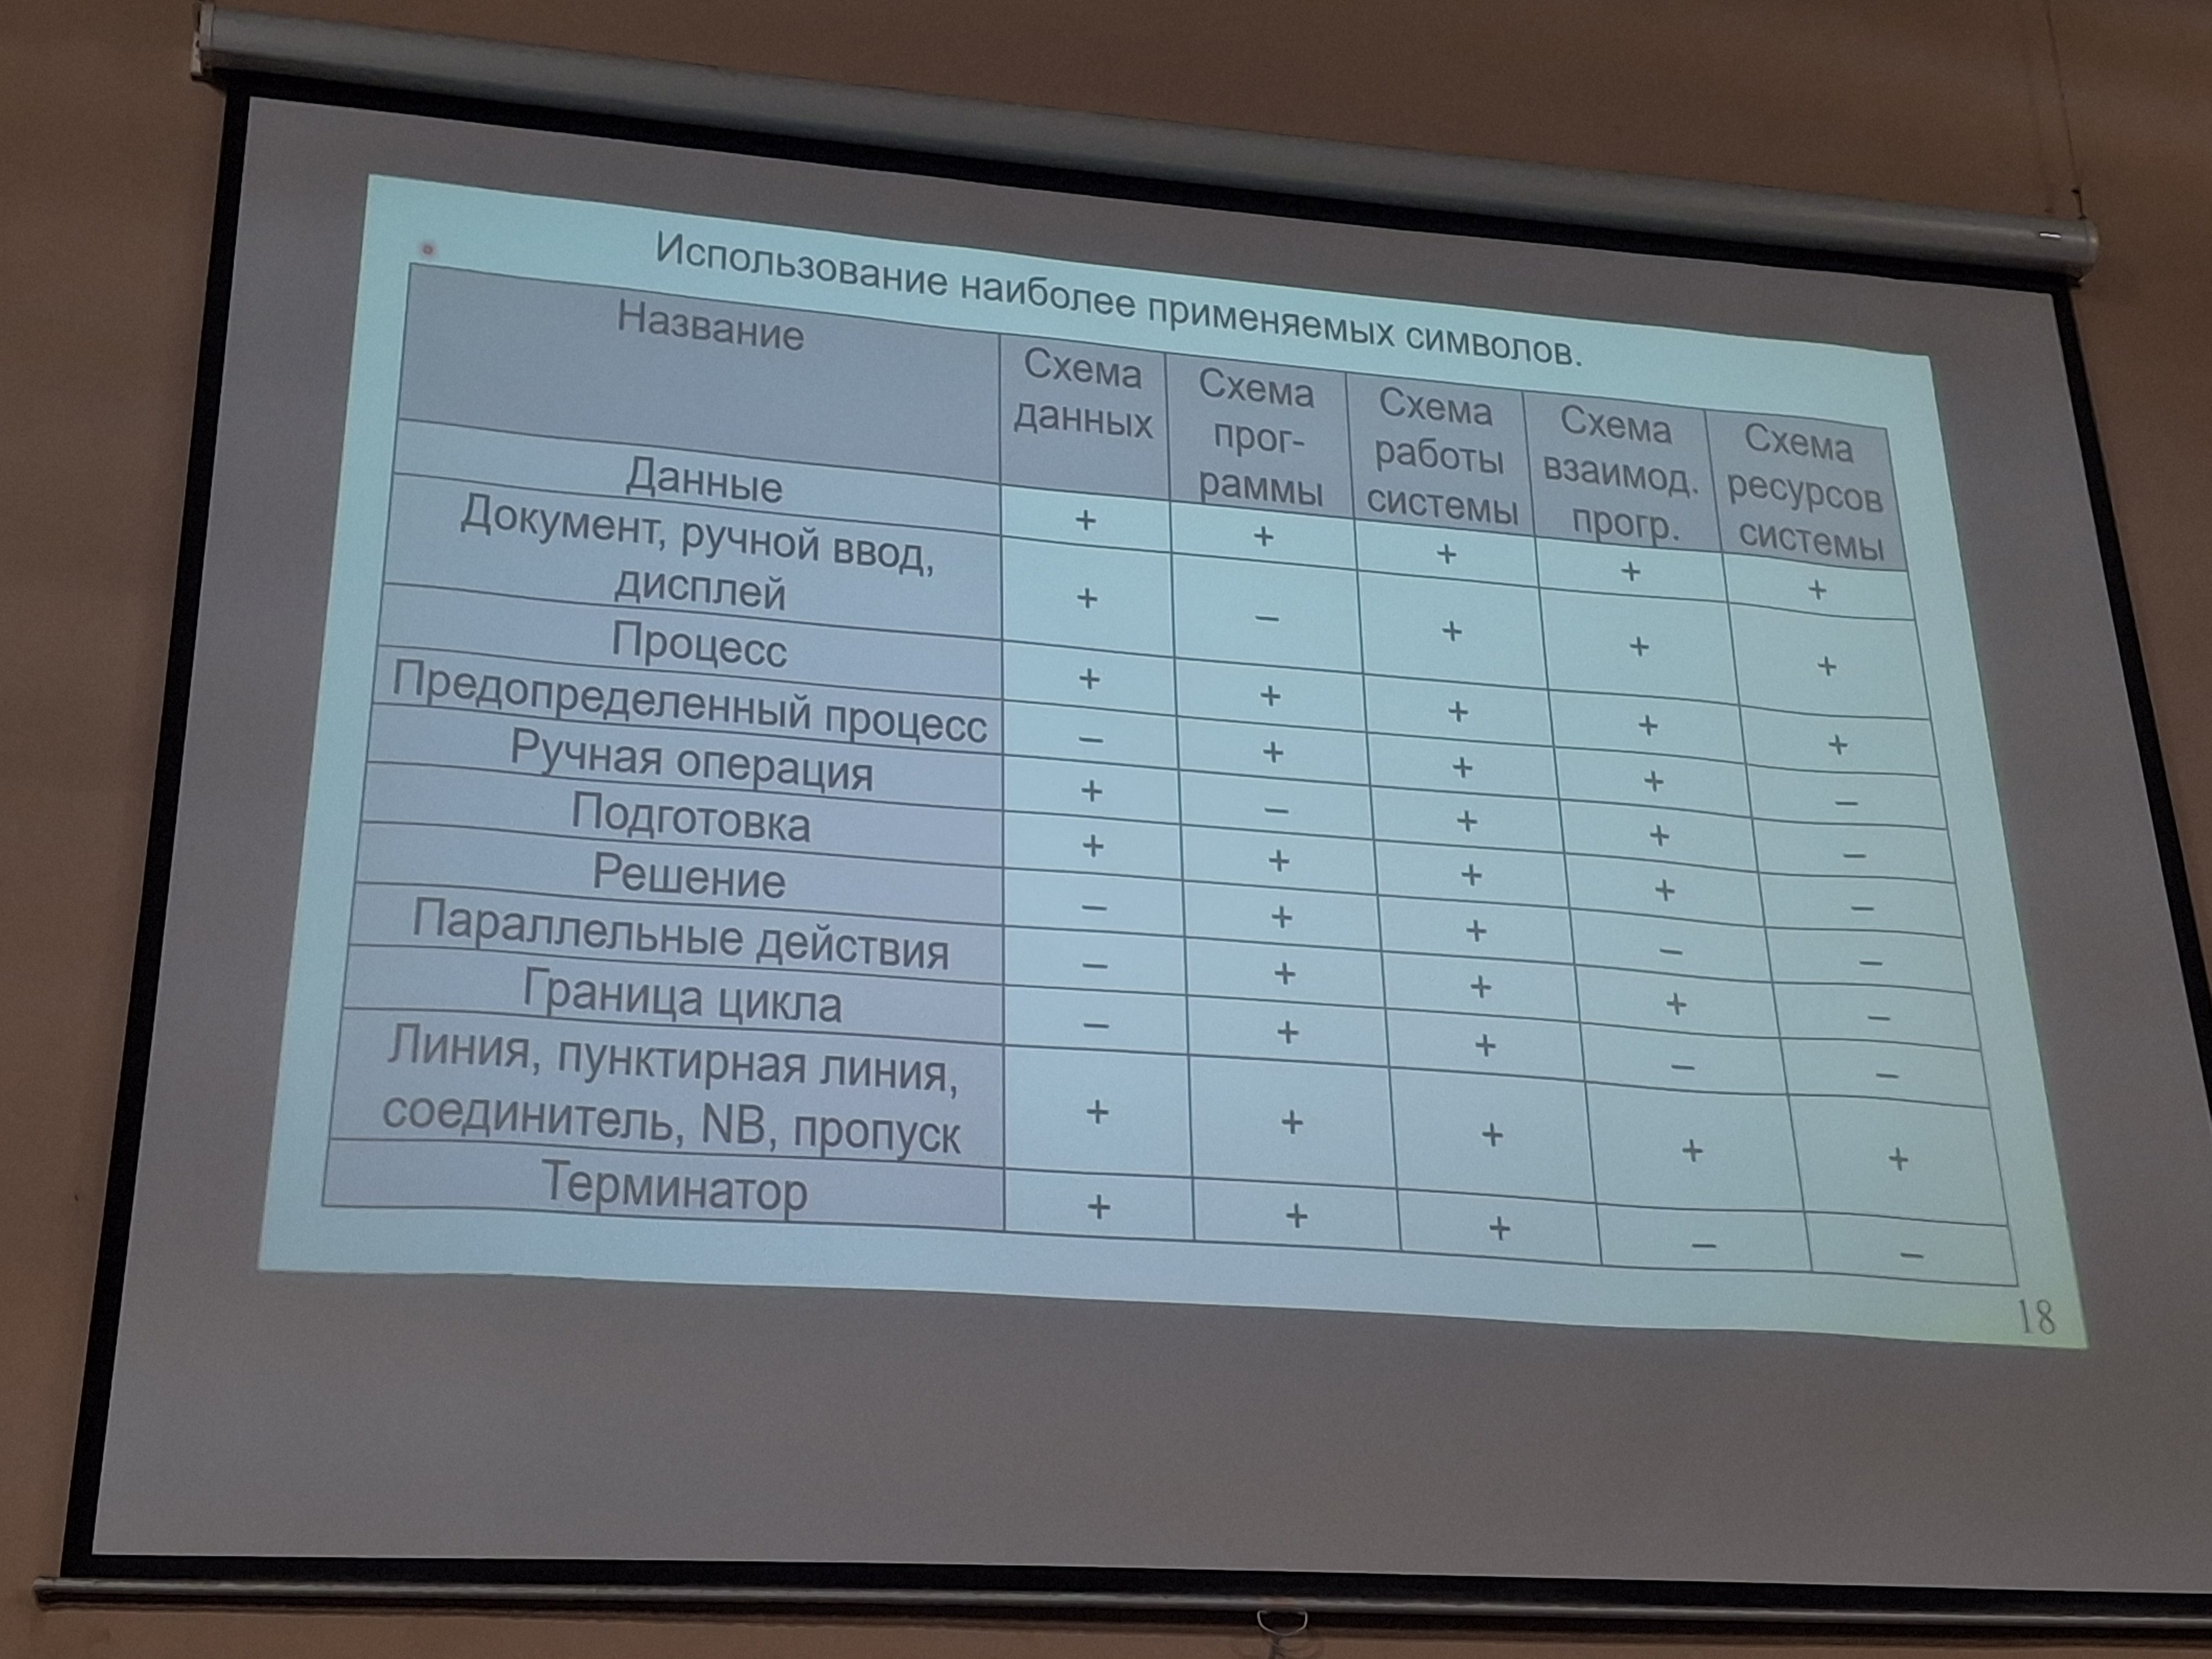 Использование наиболее применяемых символов.
Название
Схема
данных
Схема
прог-
раммы
Схема
работы
системы
Схема
взаимод.
прогр.
Схема
ресурсов
системы
Данные
+ + + + +
Документ, ручной ввод,
дисплей
+ – + + +
Процесс
+ + + + +
Предопределенный процесс
– + + + –
Ручная операция
+ – + + –
Подготовка
+ + + + –
Решение
– + + – –
Параллельные действия
– + + + –
Граница цикла
– + + – –
Линия, пунктирная линия,
соединитель, NB, пропуск
+ + + + +
Терминатор
+ + + – –
18